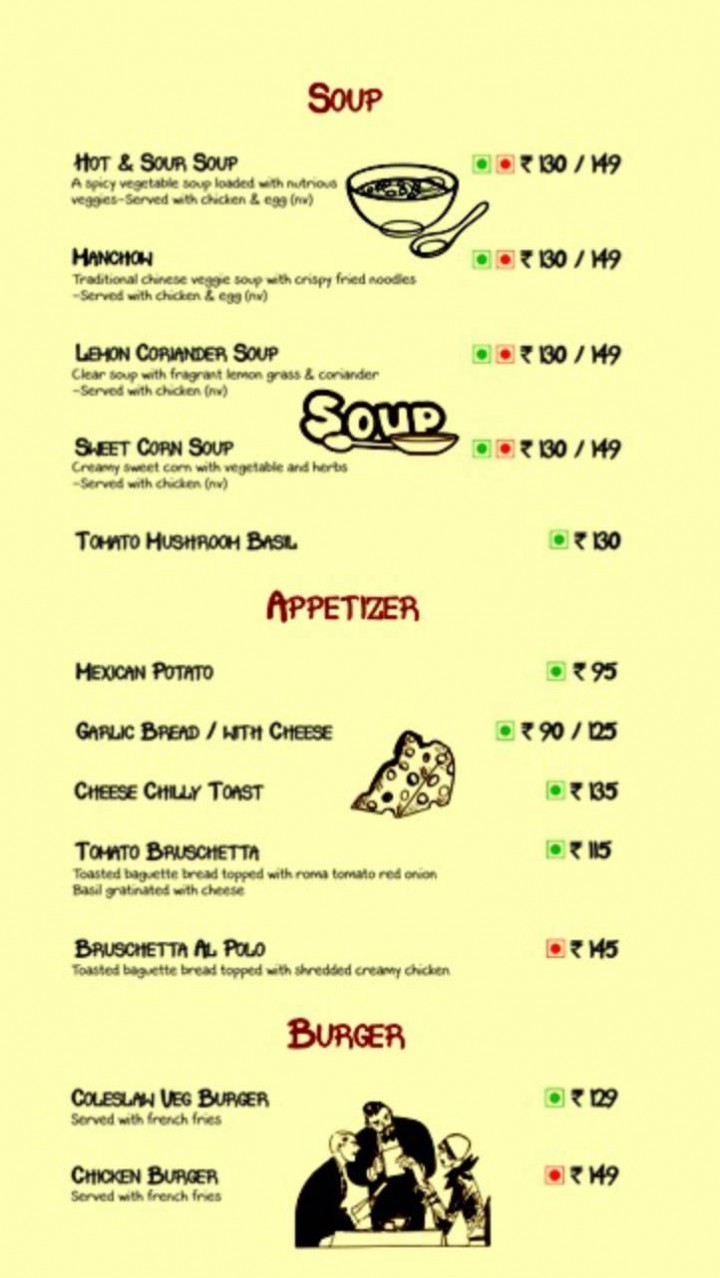 SOUP
HOT & SOUR SOUP ₹ 130 / 149
A spicy vegetable soup loaded with nutrious
veggies-Served with chicken & egg (nv)
MANCHOW ₹ 130 / 149
Traditional chinese veggie soup with crispy fried noodles
-Served with chicken & egg (nv)
LEMON CORIANDER SOUP ₹ 130 / 149
Clear soup with fragrant lemon grass & coriander
-Served with chicken (nv)
SOUP
SWEET CORN SOUP ₹ 130 / 149
Creamy sweet corn with vegetable and herbs
-Served with chicken (nv)
TOMATO MUSHROOM BASIL ₹ 130
APPETIZER
MEXICAN POTATO ₹ 95
GARLIC BREAD / WITH CHEESE ₹ 90 / 125
CHEESE CHILLY TOAST ₹ 135
TOMATO BRUSCHETTA ₹ 115
Toasted baguette bread topped with roma tomato red onion
Basil gratinated with cheese
BRUSCHETTA AL POLO ₹ 145
Toasted baguette bread topped with shredded creamy chicken
BURGER
COLESLAW VEG BURGER ₹ 129
Served with french fries
CHICKEN BURGER ₹ 149
Served with french fries